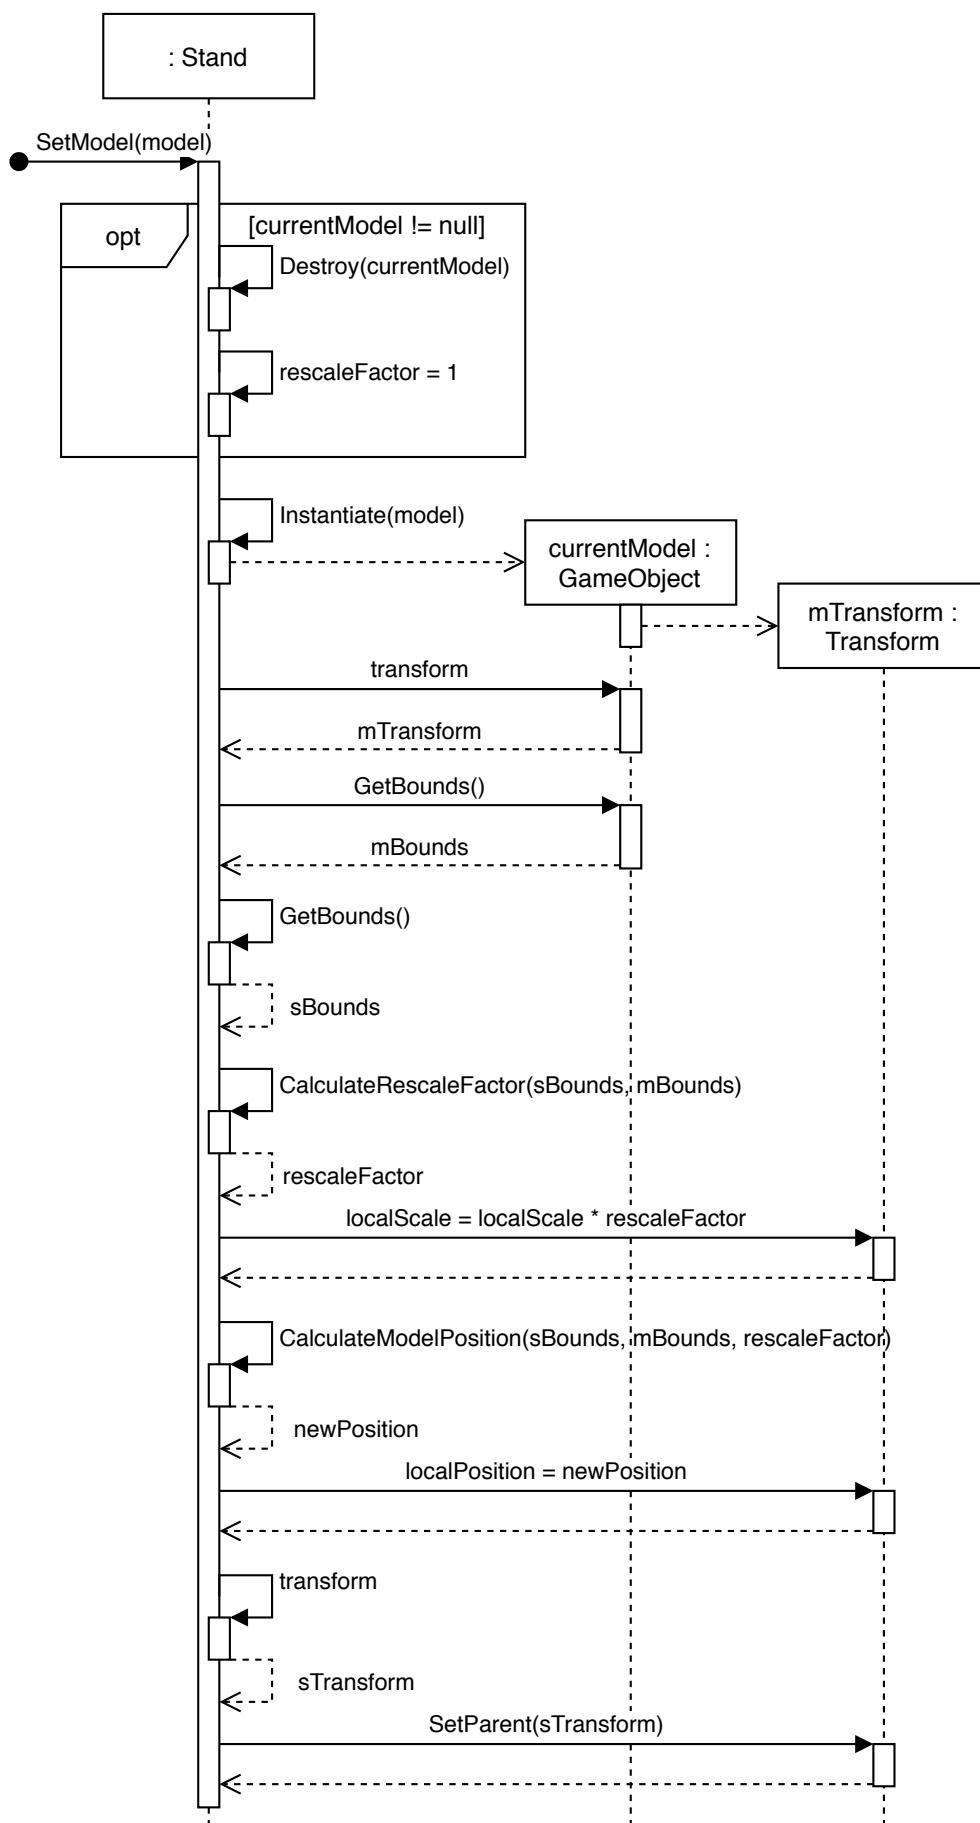 : Stand
SetModel(model)
opt
[currentModel != null]
Destroy(currentModel)
rescaleFactor = 1
Instantiate(model)
currentModel :
GameObject
mTransform :
Transform
transform
mTransform
GetBounds()
mBounds
GetBounds()
sBounds
CalculateRescaleFactor(sBounds, mBounds)
rescaleFactor
localScale = localScale * rescaleFactor
CalculateModelPosition(sBounds, mBounds, rescaleFactor)
newPosition
localPosition = newPosition
transform
sTransform
SetParent(sTransform)